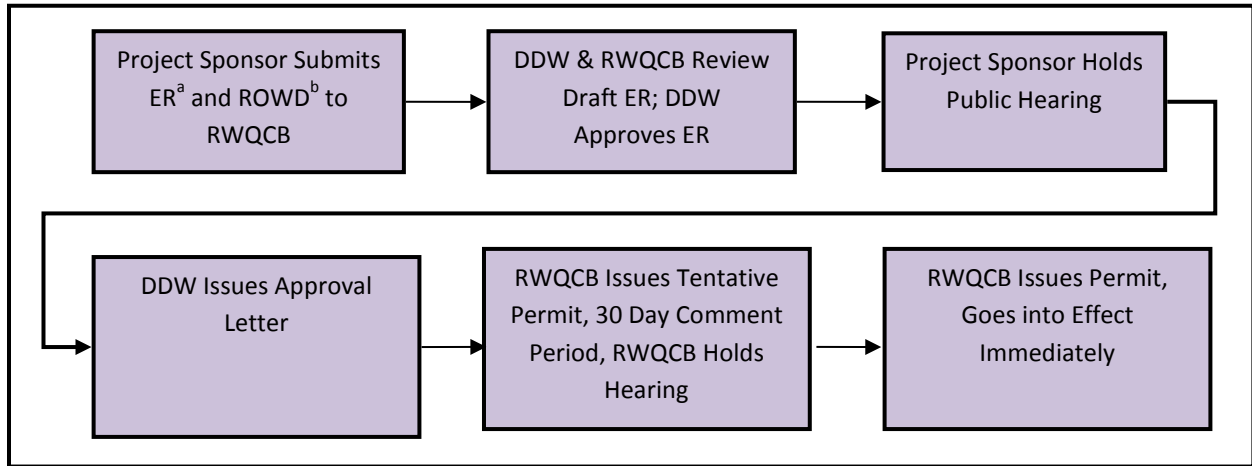 Project Sponsor Submits
ERᵃ and ROWDᵇ to
RWQCB
DDW & RWQCB Review
Draft ER; DDW
Approves ER
Project Sponsor Holds
Public Hearing
DDW Issues Approval
Letter
RWQCB Issues Tentative
Permit, 30 Day Comment
Period, RWQCB Holds
Hearing
RWQCB Issues Permit,
Goes into Effect
Immediately